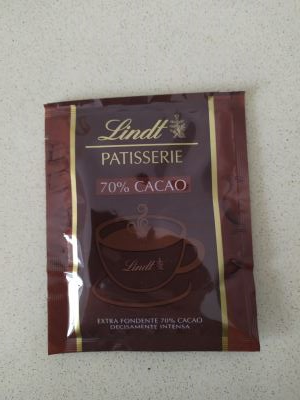 Lindt
PATISSERIE
70% CACAO
Lindt
EXTRA FONDENTE 70% CACAO
DECISAMENTE INTENSA